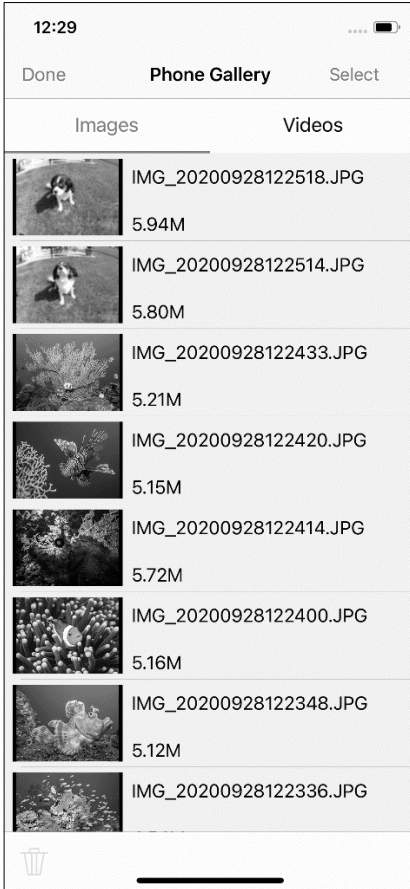 12:29
Done Phone Gallery Select
Images Videos
IMG_20200928122518.JPG
5.94M
IMG_20200928122514.JPG
5.80M
IMG_20200928122433.JPG
5.21M
IMG_20200928122420.JPG
5.15M
IMG_20200928122414.JPG
5.72M
IMG_20200928122400.JPG
5.16M
IMG_20200928122348.JPG
5.12M
IMG_20200928122336.JPG